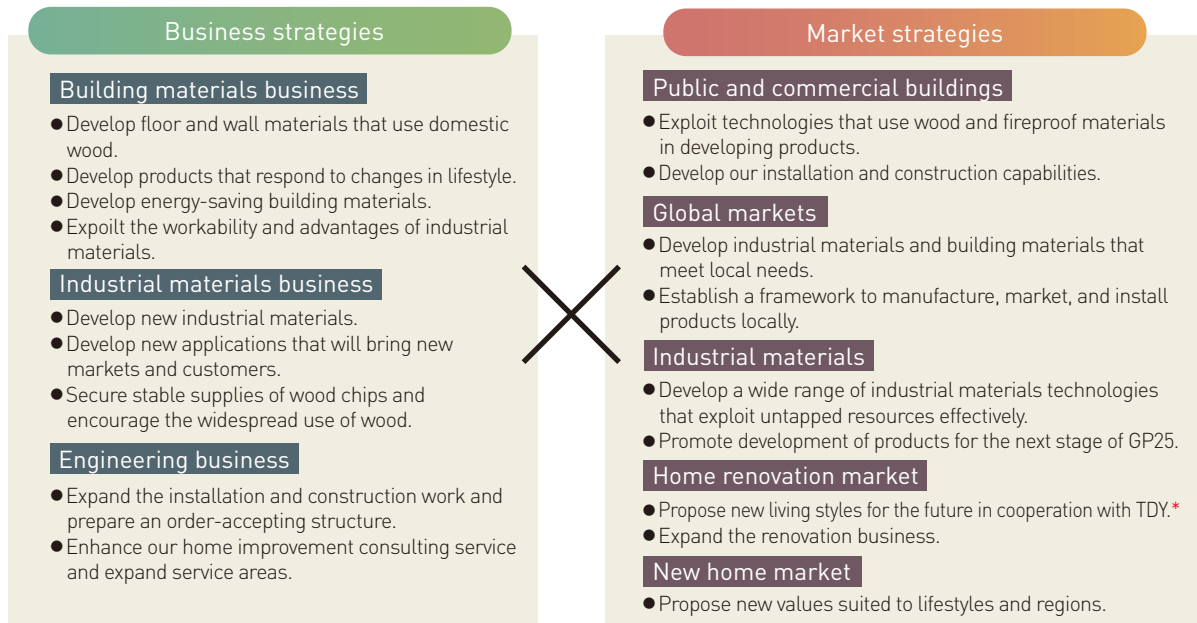 Business strategies
Building materials business
●Develop floor and wall materials that use domestic
wood.
●Develop products that respond to changes in lifestyle.
●Develop energy-saving building materials.
●Expoilt the workability and advantages of industrial
materials.
Industrial materials business
●Develop new industrial materials.
●Develop new applications that will bring new
markets and customers.
●Secure stable supplies of wood chips and
encourage the widespread use of wood.
Engineering business
●Expand the installation and construction work and
prepare an order-accepting structure.
●Enhance our home improvement consulting service
and expand service areas.
Market strategies
Public and commercial buildings
●Exploit technologies that use wood and fireproof materials
in developing products.
●Develop our installation and construction capabilities.
Global markets
●Develop industrial materials and building materials that
meet local needs.
●Establish a framework to manufacture, market, and install
products locally.
Industrial materials
●Develop a wide range of industrial materials technologies
that exploit untapped resources effectively.
●Promote development of products for the next stage of GP25.
Home renovation market
●Propose new living styles for the future in cooperation with TDY.*
●Expand the renovation business.
New home market
●Propose new values suited to lifestyles and regions.